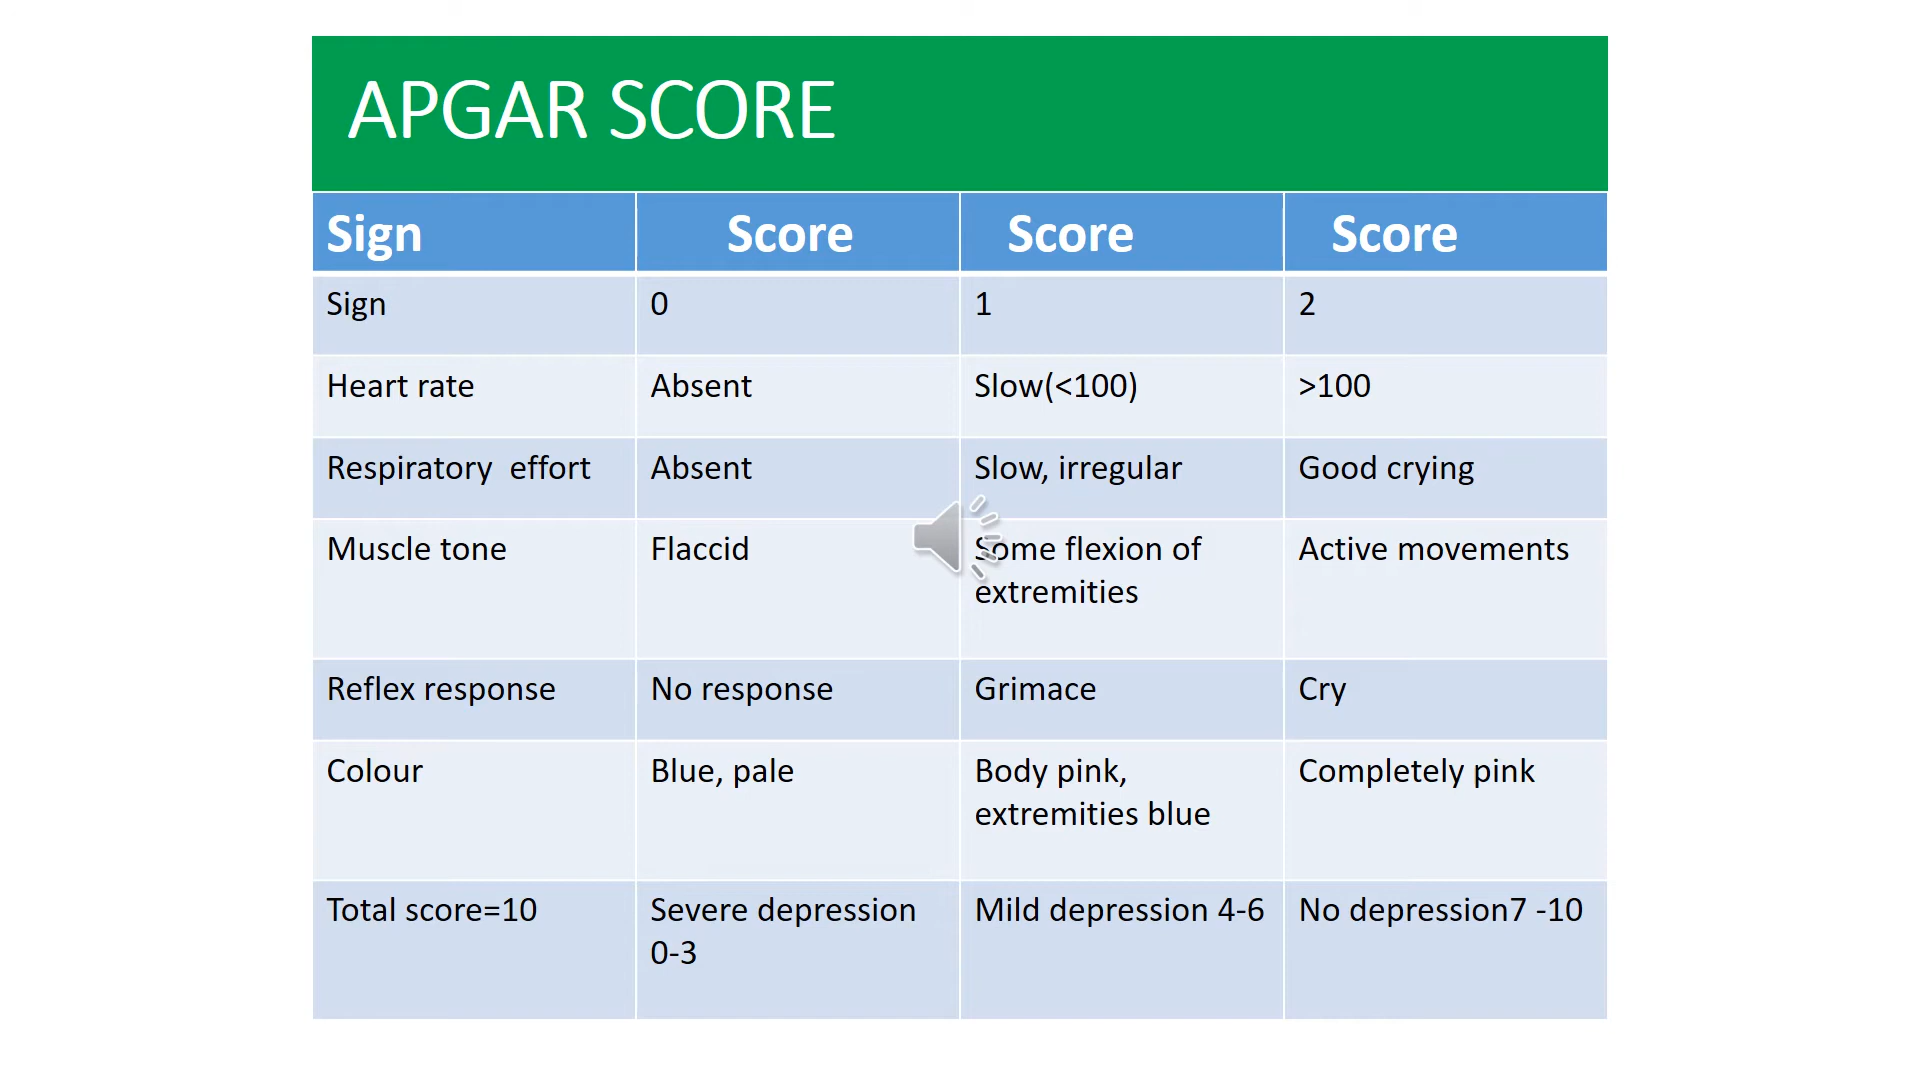 APGAR SCORE
Sign Score Score Score
Sign 0 1 2
Heart rate Absent Slow(<100) >100
Respiratory  effort Absent Slow, irregular Good crying
Muscle tone Flaccid Some flexion of extremities Active movements
Reflex response No response Grimace Cry
Colour Blue, pale Body pink, extremities blue Completely pink
Total score=10 Severe depression 0-3 Mild depression 4-6 No depression7 -10